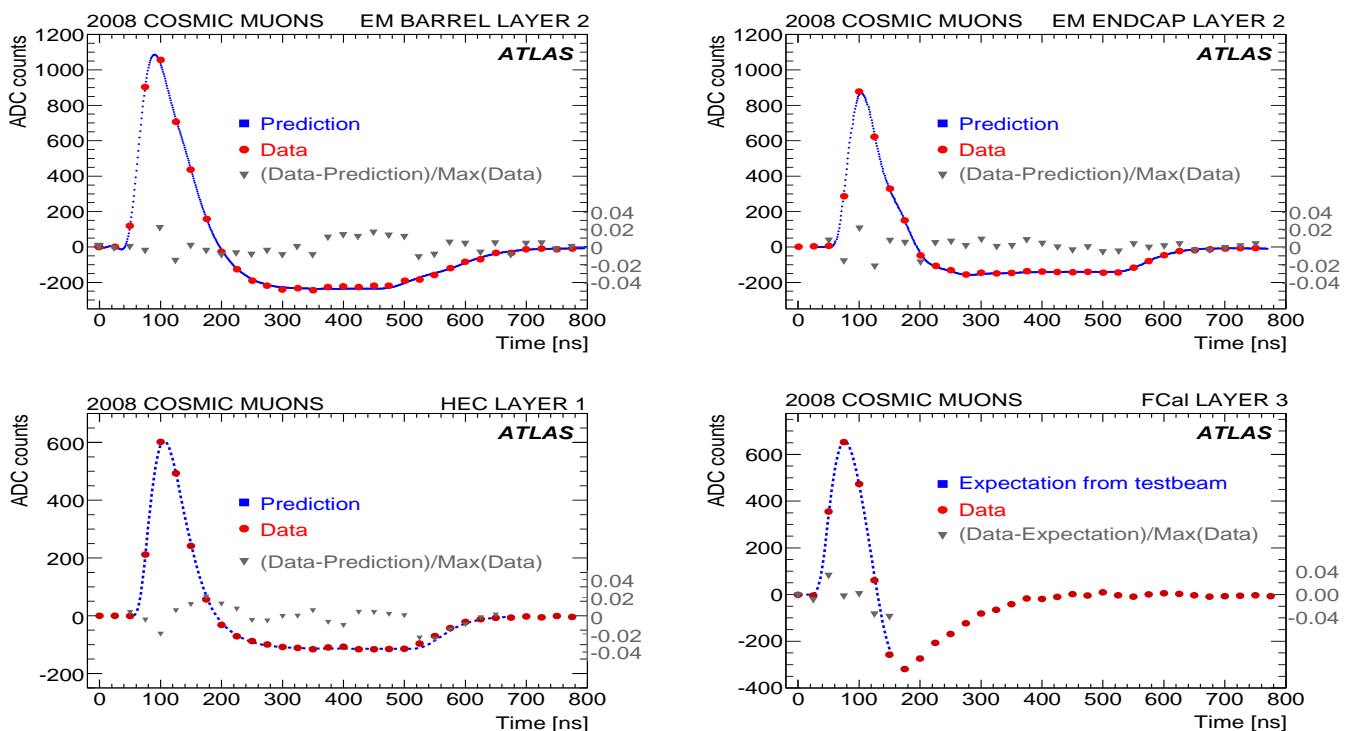 2008 COSMIC MUONS EM BARREL LAYER 2
ATLAS
ADC counts
1200
1000
800
600
400
200
0
-200
Prediction
Data
(Data-Prediction)/Max(Data)
0.04
0.02
0
-0.02
-0.04
0 100 200 300 400 500 600 700 800
Time [ns]
2008 COSMIC MUONS EM ENDCAP LAYER 2
ATLAS
ADC counts
1200
1000
800
600
400
200
0
-200
Prediction
Data
(Data-Prediction)/Max(Data)
0.04
0.02
0
-0.02
-0.04
0 100 200 300 400 500 600 700 800
Time [ns]
2008 COSMIC MUONS HEC LAYER 1
ATLAS
ADC counts
600
400
200
0
-200
Prediction
Data
(Data-Prediction)/Max(Data)
0.04
0.02
0
-0.02
-0.04
0 100 200 300 400 500 600 700 800
Time [ns]
2008 COSMIC MUONS FCal LAYER 3
ATLAS
ADC counts
600
400
200
0
-200
-400
Expectation from testbeam
Data
(Data-Expectation)/Max(Data)
0.04
0.00
-0.04
0 100 200 300 400 500 600 700 800
Time [ns]